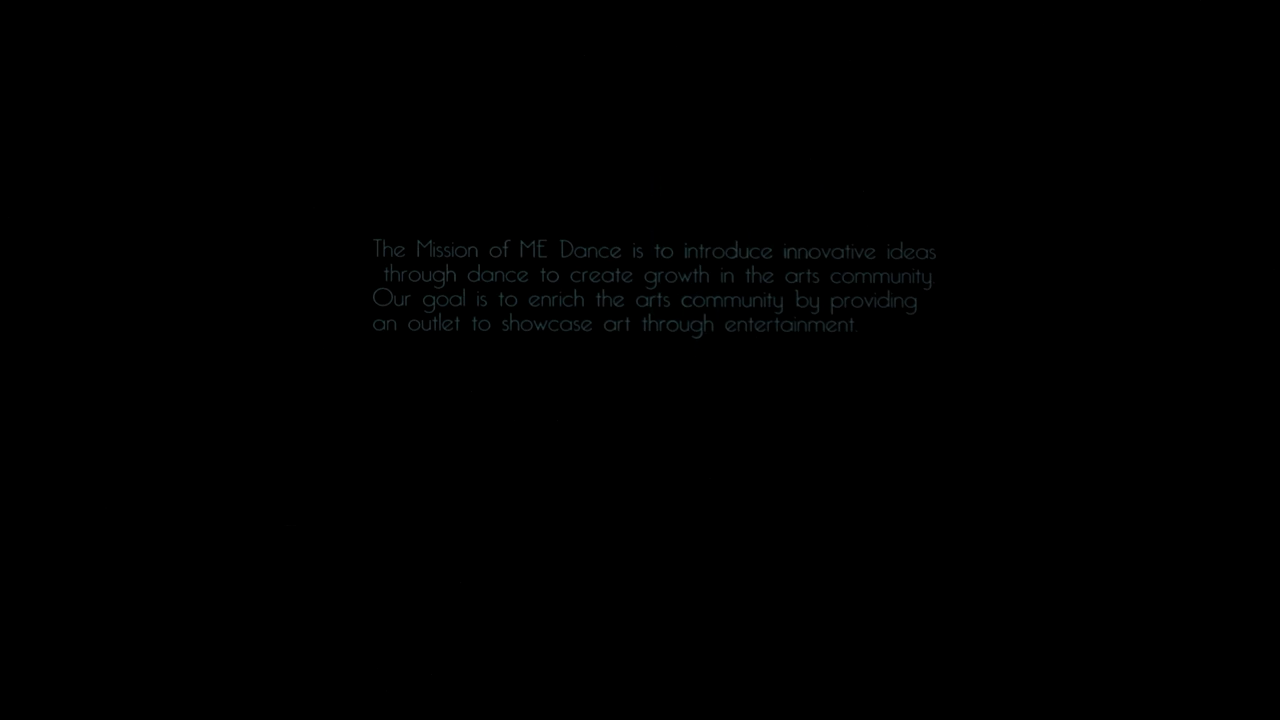 The Mission of ME Dance is to introduce innovative ideas
through dance to create growth in the arts community.
Our goal is to enrich the arts community by providing
an outlet to showcase art through entertainment.